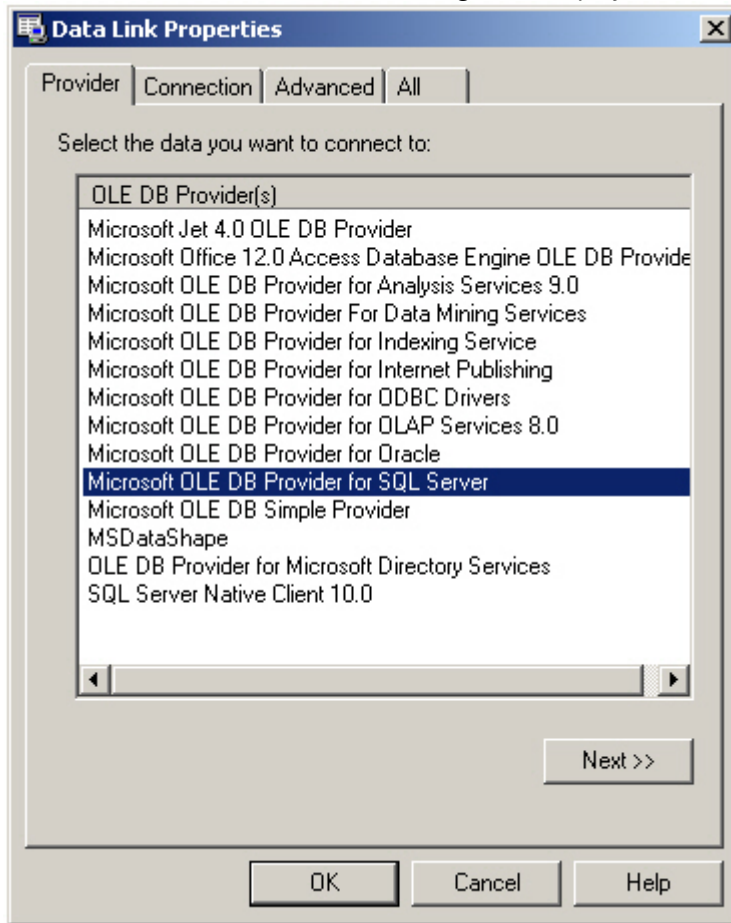 Data Link Properties
Provider Connection Advanced All
Select the data you want to connect to:
OLE DB Provider(s)
Microsoft Jet 4.0 OLE DB Provider
Microsoft Office 12.0 Access Database Engine OLE DB Provide
Microsoft OLE DB Provider for Analysis Services 9.0
Microsoft OLE DB Provider For Data Mining Services
Microsoft OLE DB Provider for Indexing Service
Microsoft OLE DB Provider for Internet Publishing
Microsoft OLE DB Provider for ODBC Drivers
Microsoft OLE DB Provider for OLAP Services 8.0
Microsoft OLE DB Provider for Oracle
Microsoft OLE DB Provider for SQL Server
Microsoft OLE DB Simple Provider
MSDataShape
OLE DB Provider for Microsoft Directory Services
SQL Server Native Client 10.0
Next >>
OK Cancel Help